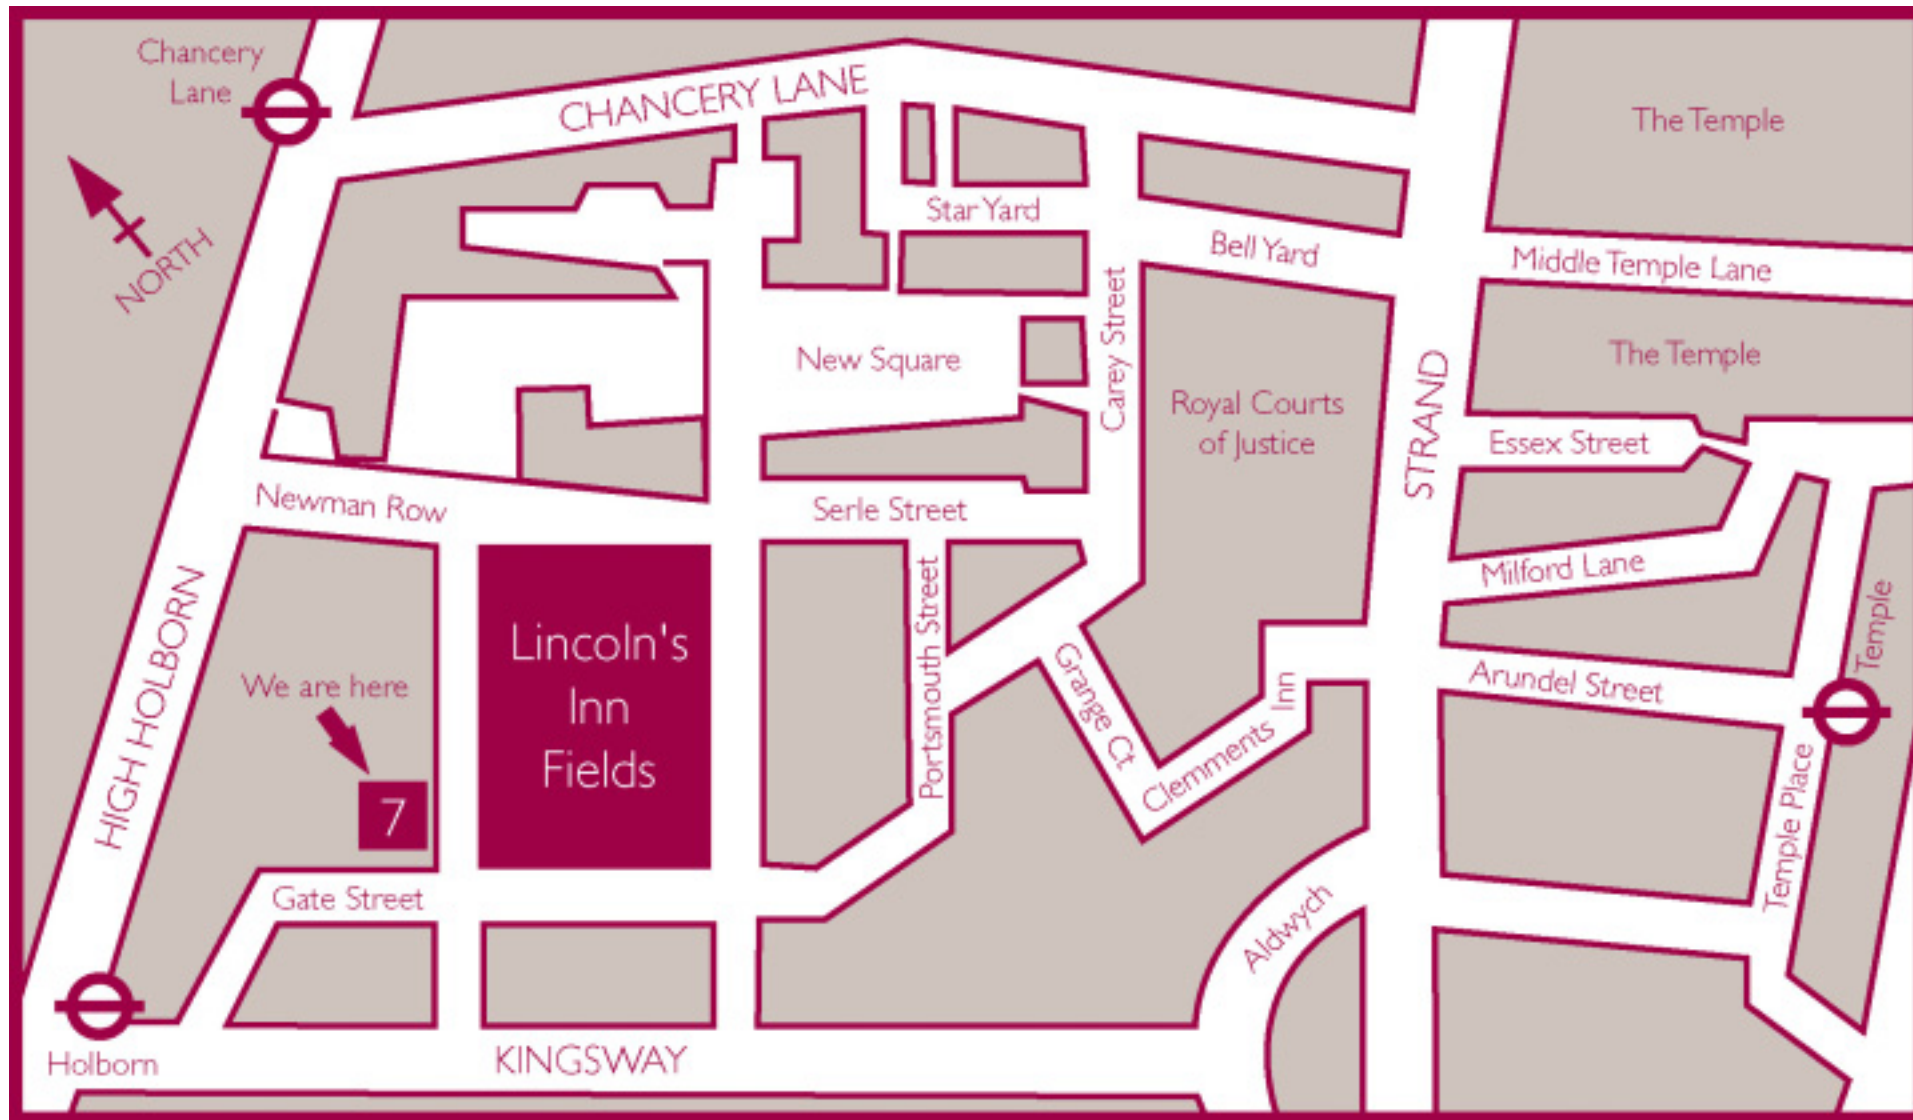 Chancery
Lane
CHANCERY LANE
The Temple
NORTH
Star Yard
Bell Yard
Middle Temple Lane
New Square
Carey Street
Royal Courts
of Justice
STRAND
The Temple
Essex Street
Newman Row
Serle Street
Milford Lane
HIGH HOLBORN
We are here
7
Lincoln's
Inn
Fields
Portsmouth Street
Grange Ct
Clemments
Inn
Arundel Street
Temple
Temple Place
Gate Street
Aldwych
Holborn
KINGSWAY